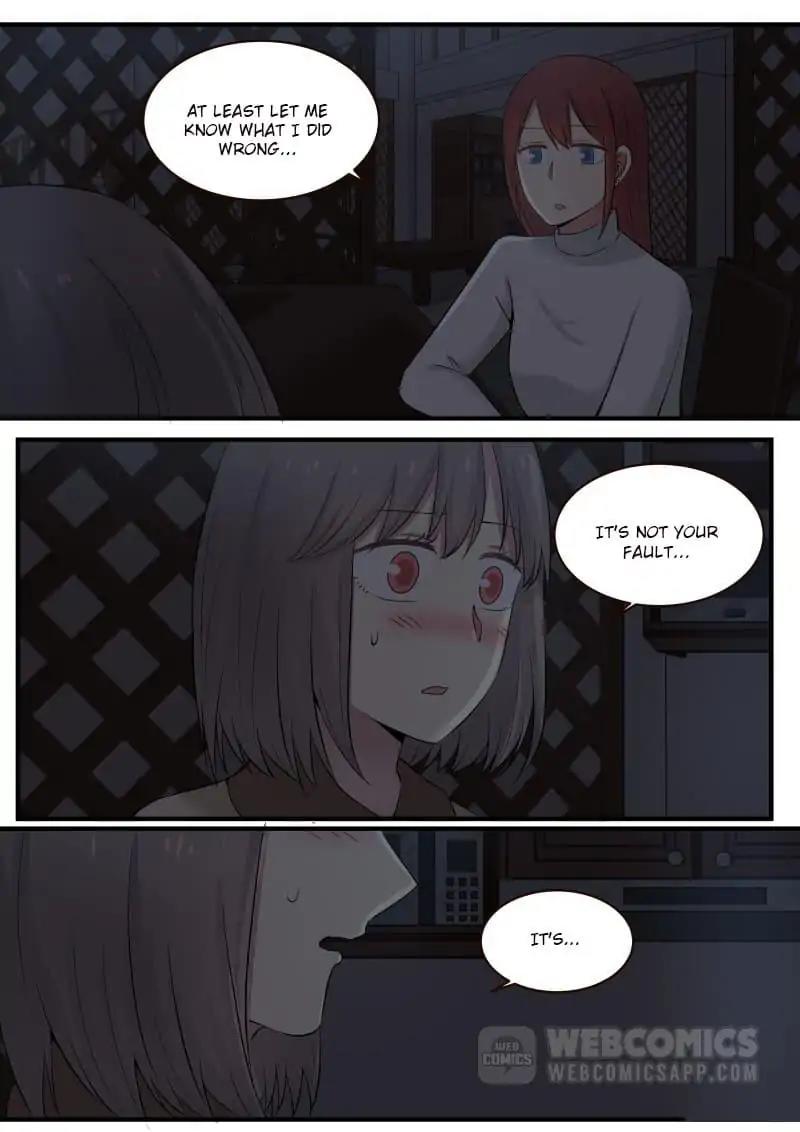 AT LEAST LET ME
KNOW WHAT I DID
WRONG...
IT'S NOT YOUR
FAULT...
IT'S...
WEB
COMICS
WEBCOMICS
WEBCOMICSAPP.COM